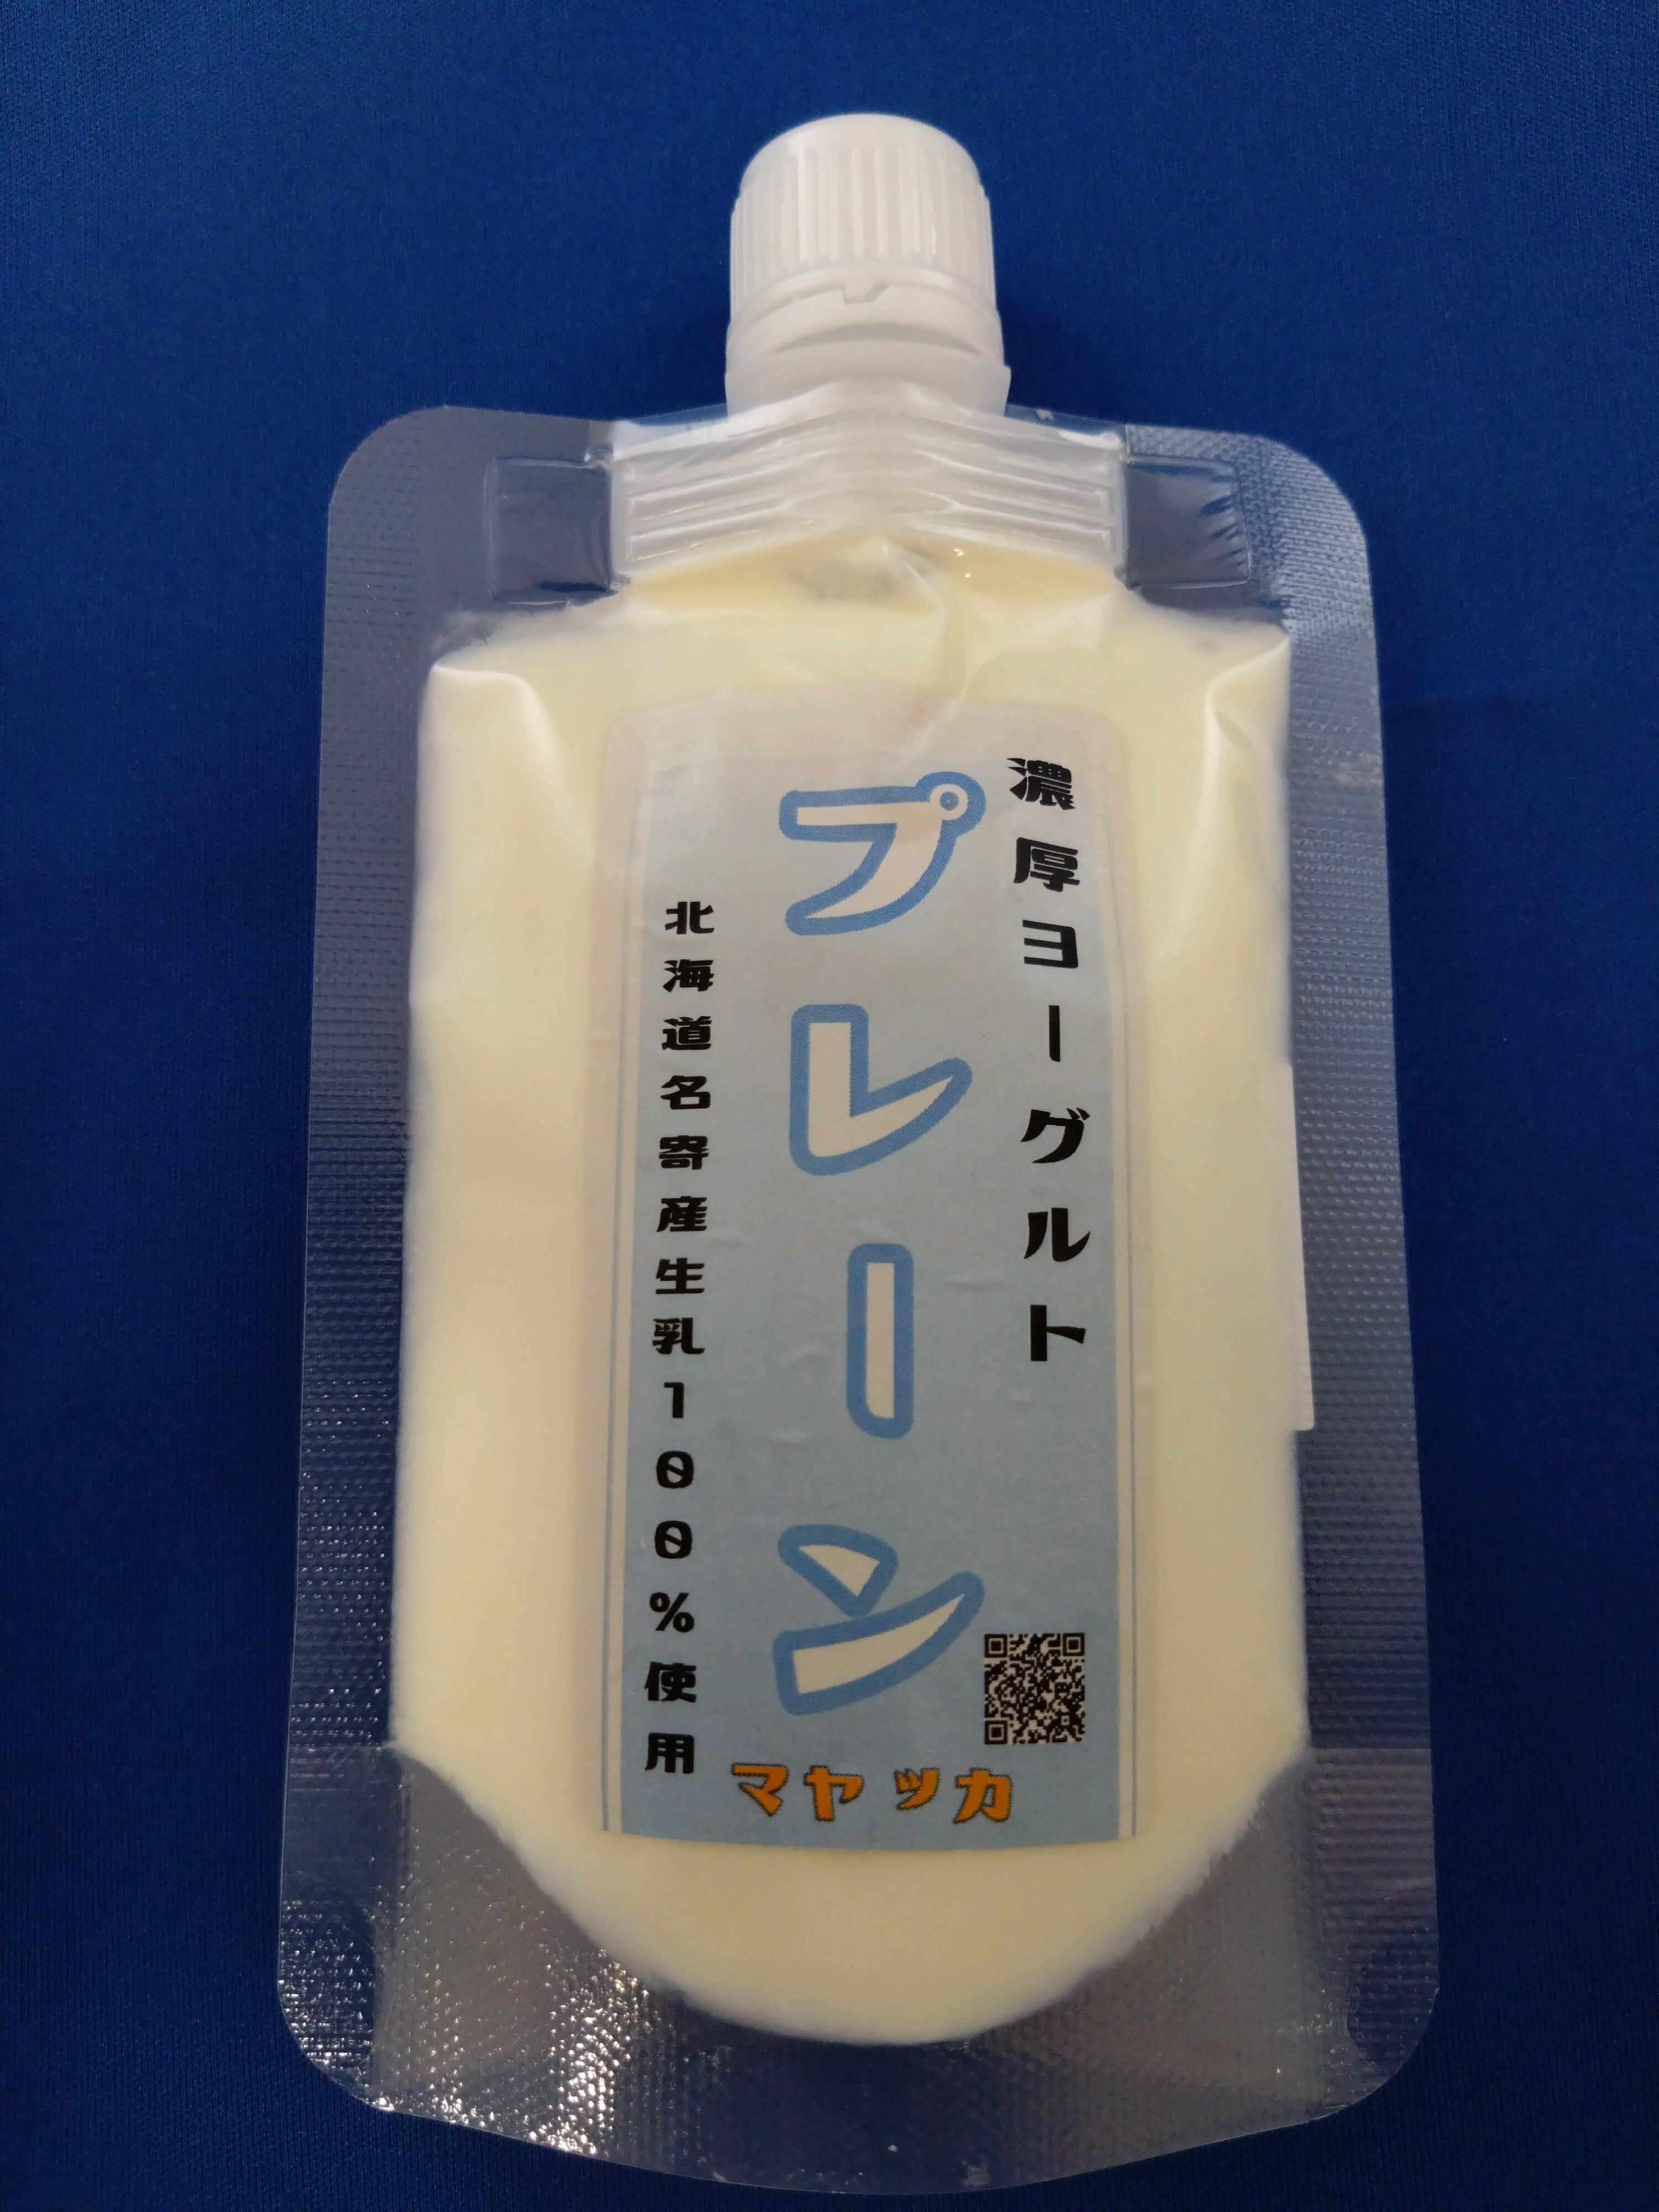 濃厚ヨーグルト
プレーン
北海道名寄産生乳100%使用
マヤッカ